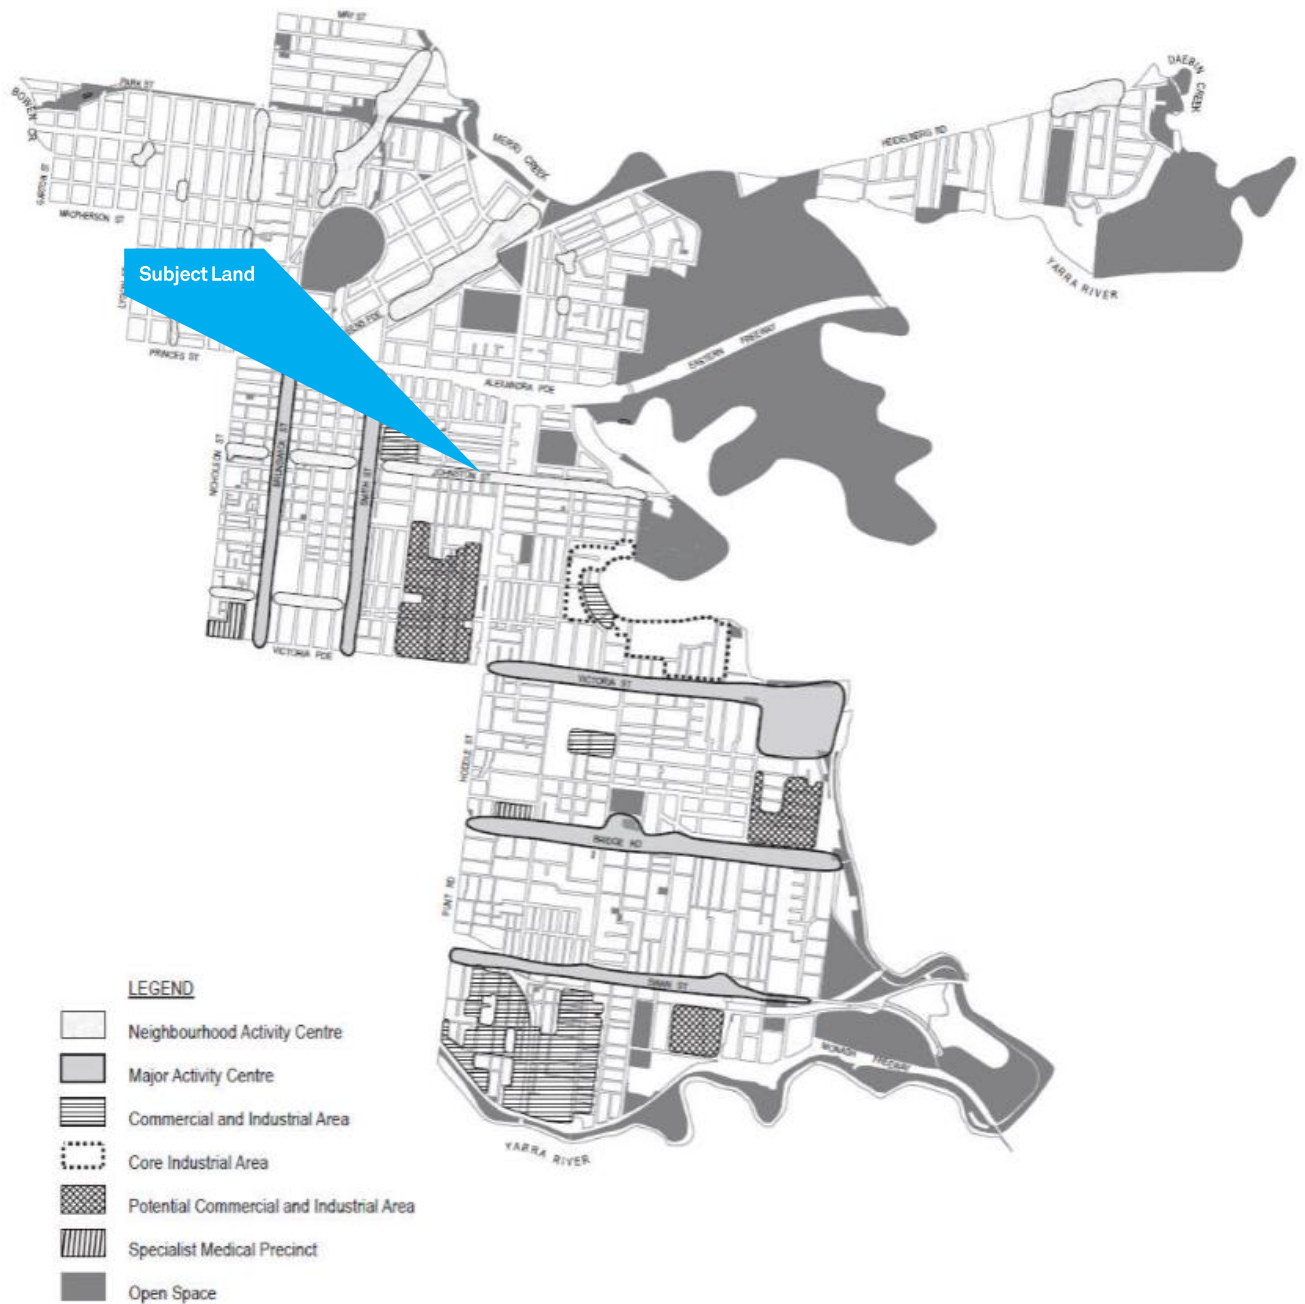 MAY ST
PARK ST
BOWEN CR
DAEBIN CREEK
MERRI CREEK
HEIDELBERG RD
MACPHERSON ST
YARRA RIVER
Subject Land
PRINCES ST
EASTERN FREEWAY
ALEXANDRA PDE
NICHOLSON ST
BRUNSWICK ST
SMITH ST
JOHNSTON ST
VICTORIA PDE
VICTORIA ST
HODDLE ST
BRIDGE RD
PUNT RD
SWAN ST
MONASH FREEWAY
YARRA RIVER
LEGEND
Neighbourhood Activity Centre
Major Activity Centre
Commercial and Industrial Area
Core Industrial Area
Potential Commercial and Industrial Area
Specialist Medical Precinct
Open Space